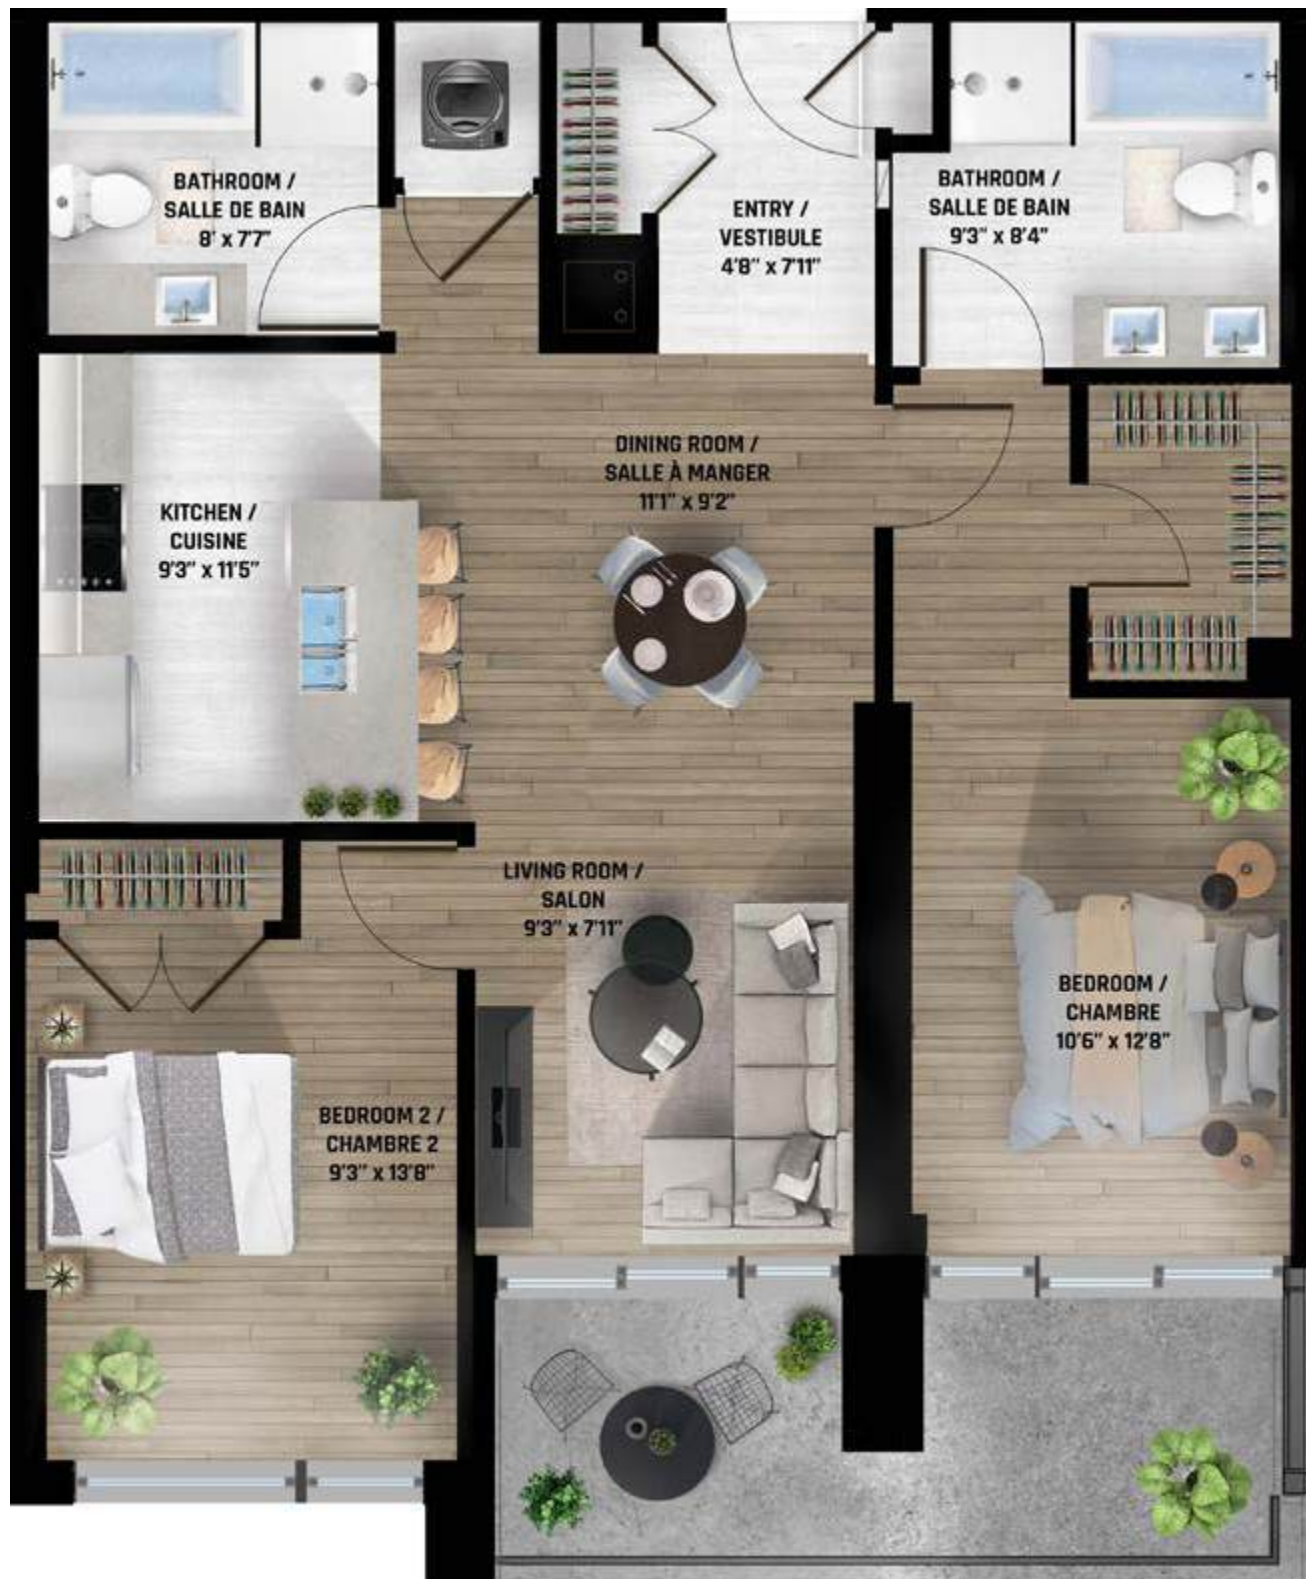 BATHROOM /
SALLE DE BAIN
8' x 7'7"
ENTRY /
VESTIBULE
4'8" x 7'11"
BATHROOM /
SALLE DE BAIN
9'3" x 8'4"
DINING ROOM /
SALLE À MANGER
11'1" x 9'2"
KITCHEN /
CUISINE
9'3" x 11'5"
LIVING ROOM /
SALON
9'3" x 7'11"
BEDROOM /
CHAMBRE
10'6" x 12'8"
BEDROOM 2 /
CHAMBRE 2
9'3" x 13'8"